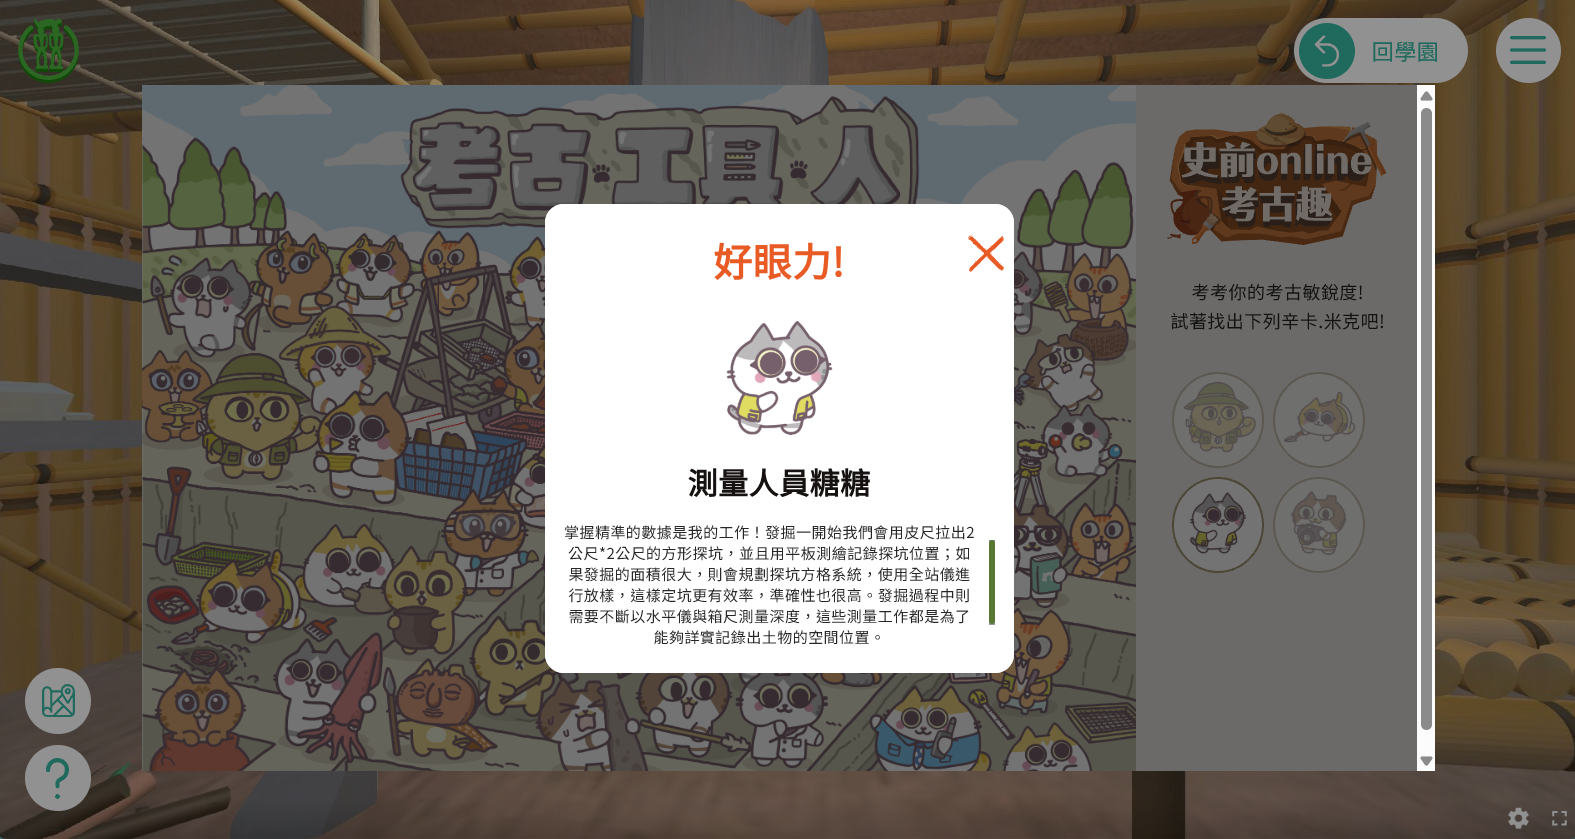 回學園
考古工具人
史前online
考古趣
考考你的考古敏銳度!
試著找出下列辛卡.米克吧!
好眼力!
測量人員糖糖
掌握精準的數據是我的工作！發掘一開始我們會用皮尺拉出2
公尺*2公尺的方形探坑，並且用平板測繪記錄探坑位置；如
果發掘的面積很大，則會規劃探坑方格系統，使用全站儀進
行放樣，這樣定坑更有效率，準確性也很高。發掘過程中則
需要不斷以水平儀與箱尺測量深度，這些測量工作都是為了
能夠詳實記錄出土物的空間位置。